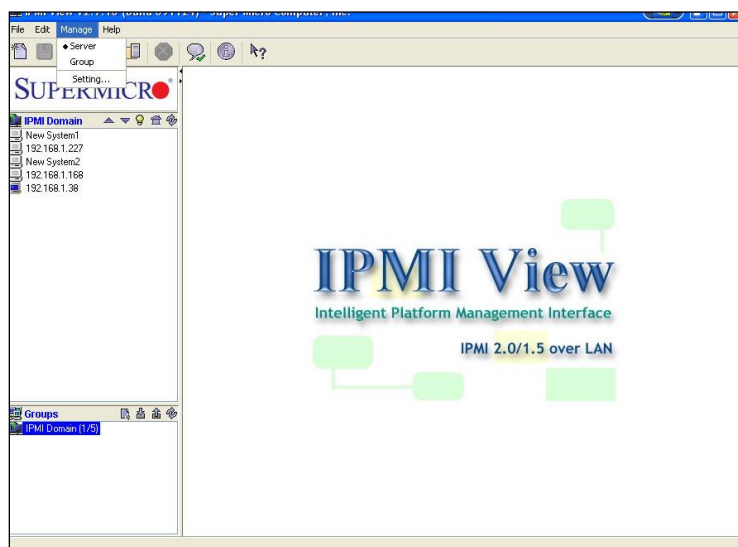 File Edit Manage Help
Server
Group
Setting...
SUPERMICRO
IPMI Domain
New System1
192.168.1.227
New System2
192.168.1.168
192.168.1.38
IPMI View
Intelligent Platform Management Interface
IPMI 2.0/1.5 over LAN
Groups
IPMI Domain (1/5)